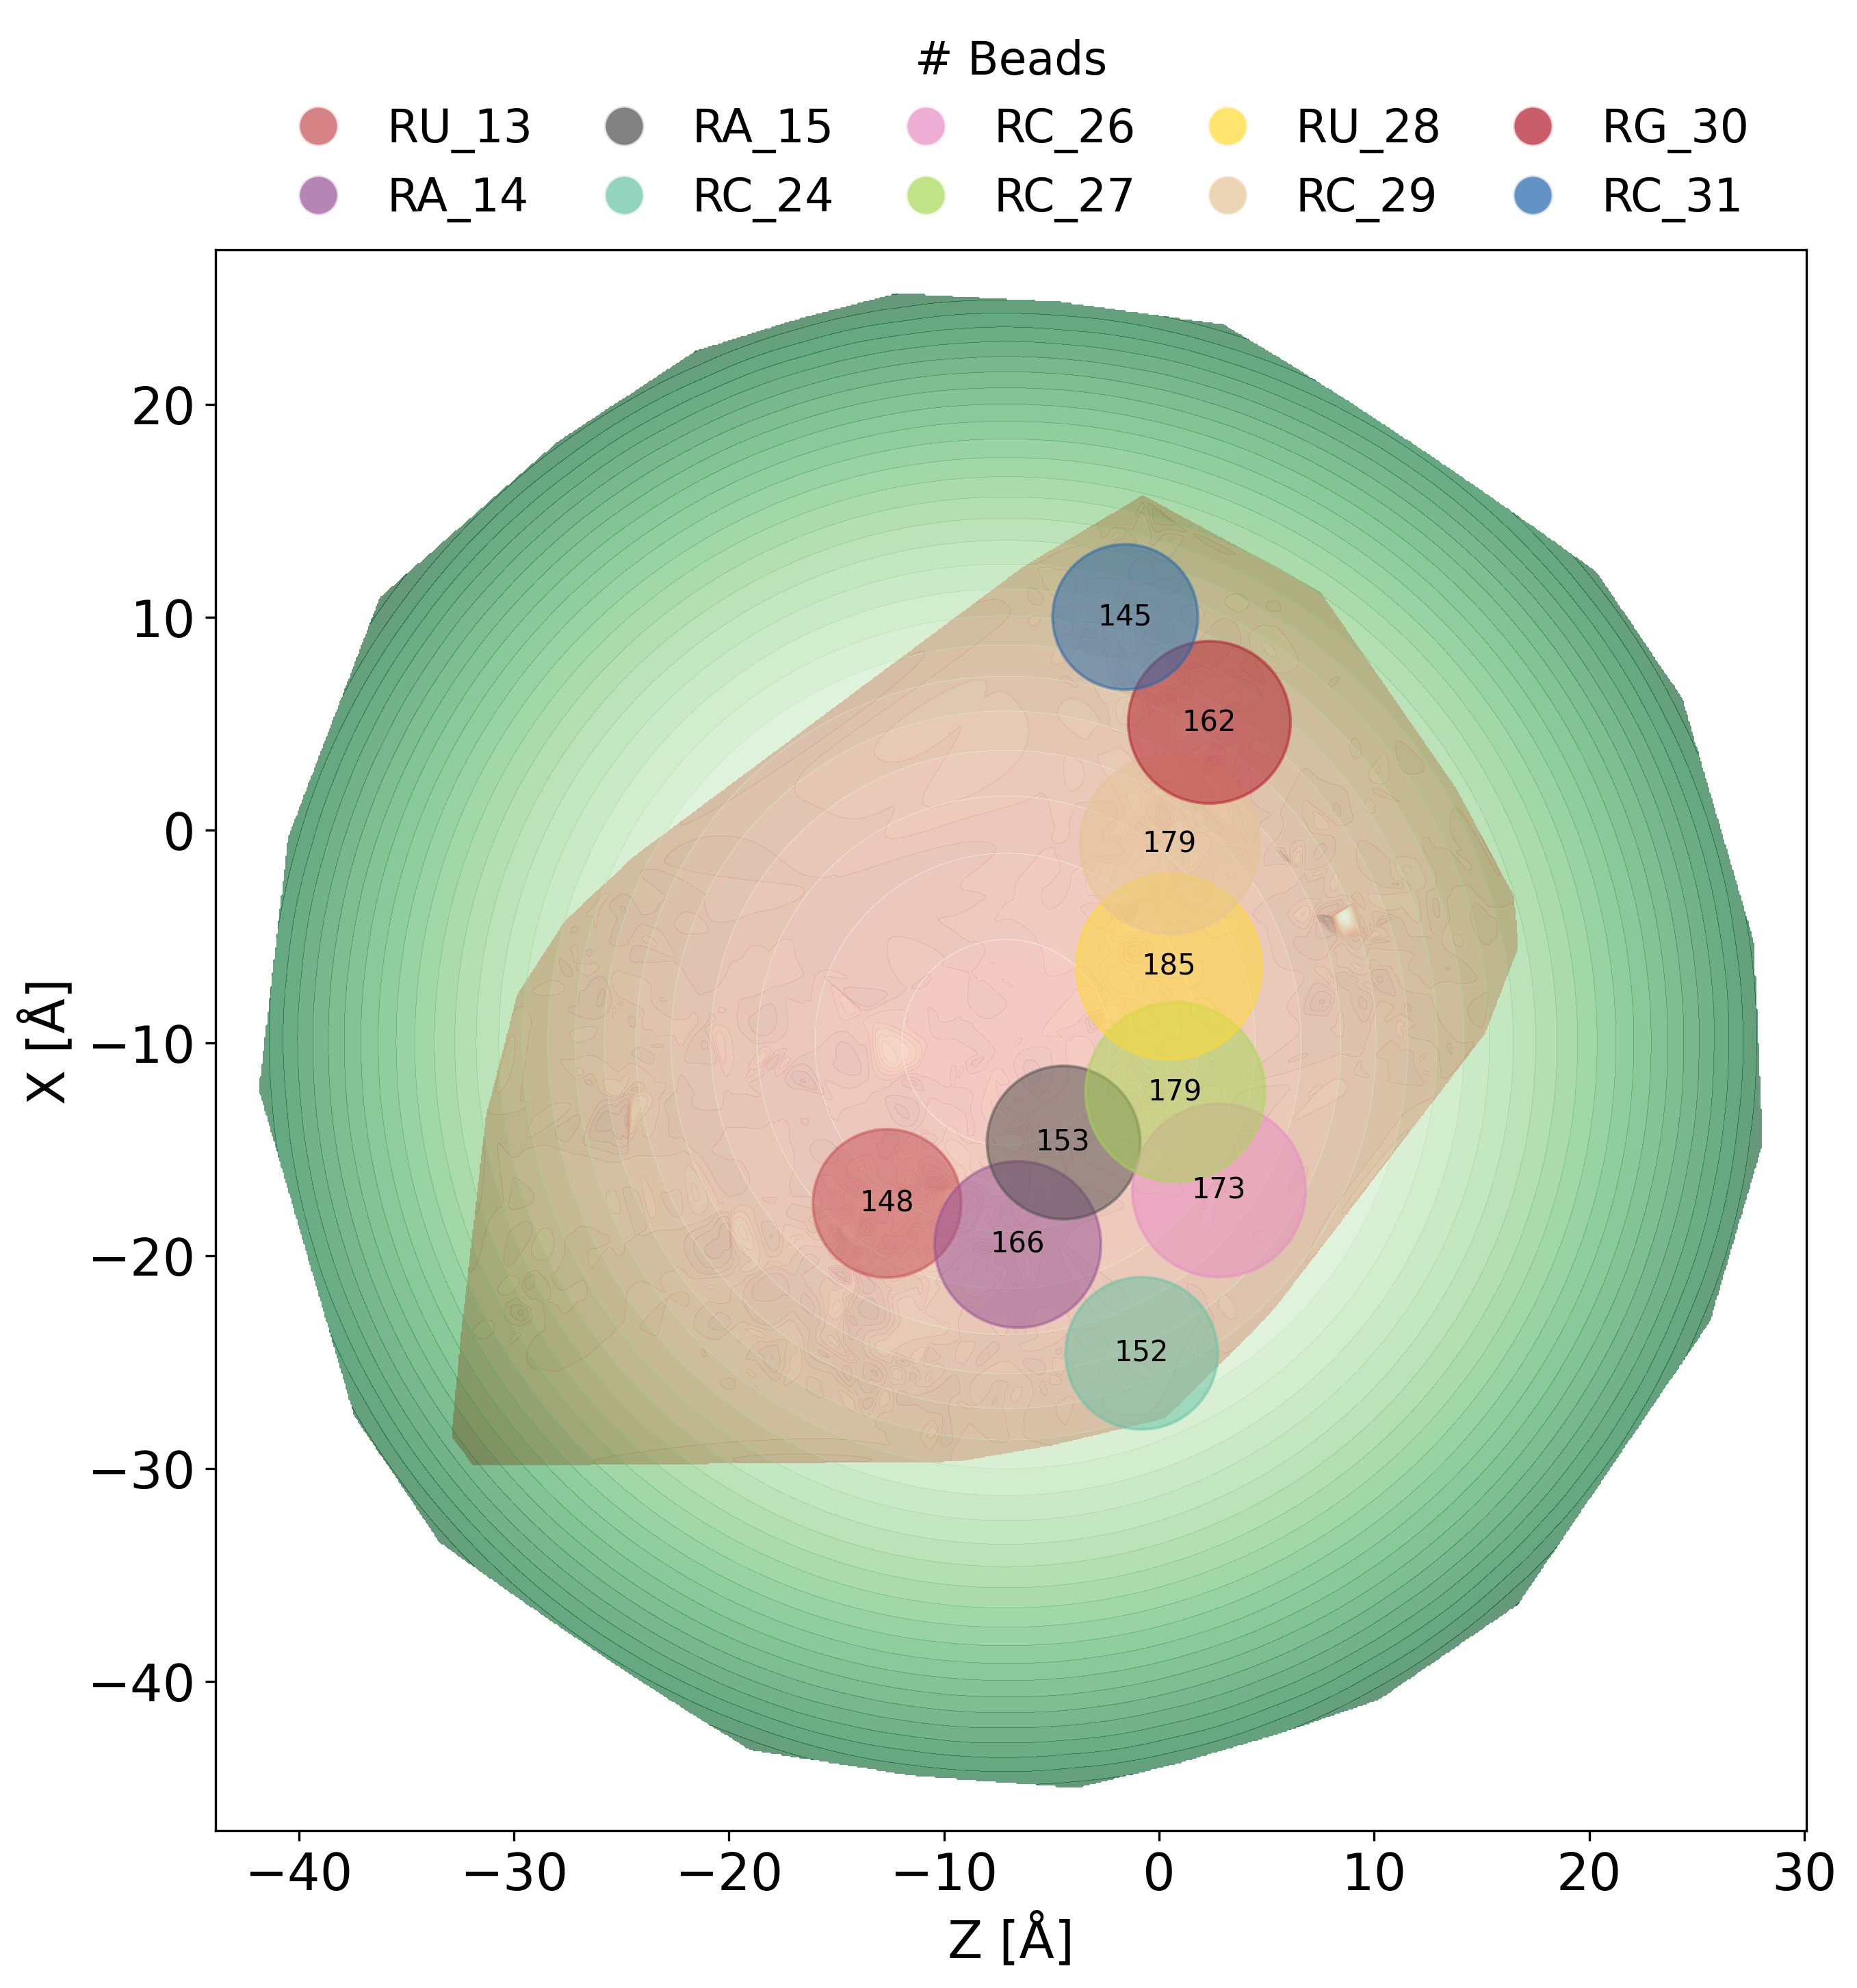 # Beads
RU_13 RA_15 RC_26 RU_28 RG_30
RA_14 RC_24 RC_27 RC_29 RC_31
20
10
0
−10
−20
−30
−40
X [Å]
145
162
179
185
179
153
173
148
166
152
−40 −30 −20 −10 0 10 20 30
Z [Å]